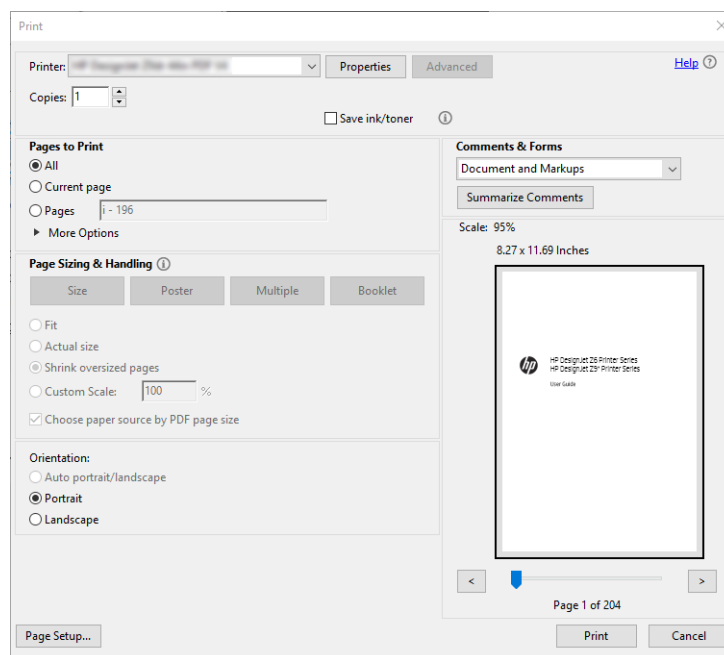 Print
Printer:
Properties
Advanced
Help
Copies: 1
Save ink/toner
Pages to Print
All
Current page
Pages i - 196
More Options
Comments & Forms
Document and Markups
Summarize Comments
Page Sizing & Handling
Size Poster Multiple Booklet
Fit
Actual size
Shrink oversized pages
Custom Scale: 100 %
Choose paper source by PDF page size
Orientation:
Auto portrait/landscape
Portrait
Landscape
Scale: 95%
8.27 x 11.69 Inches
hp
HP DesignJet Z6 Printer Series
HP DesignJet Z9⁺ Printer Series
User Guide
< >
Page 1 of 204
Page Setup...
Print
Cancel